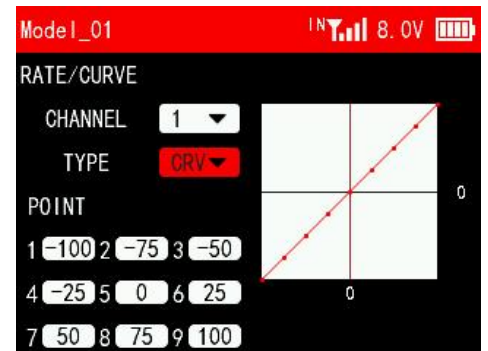 Model_01 IN 8.0V
RATE/CURVE
CHANNEL 1
TYPE CRV
POINT
0
1 -100 2 -75 3 -50
4 -25 5 0 6 25
0
7 50 8 75 9 100